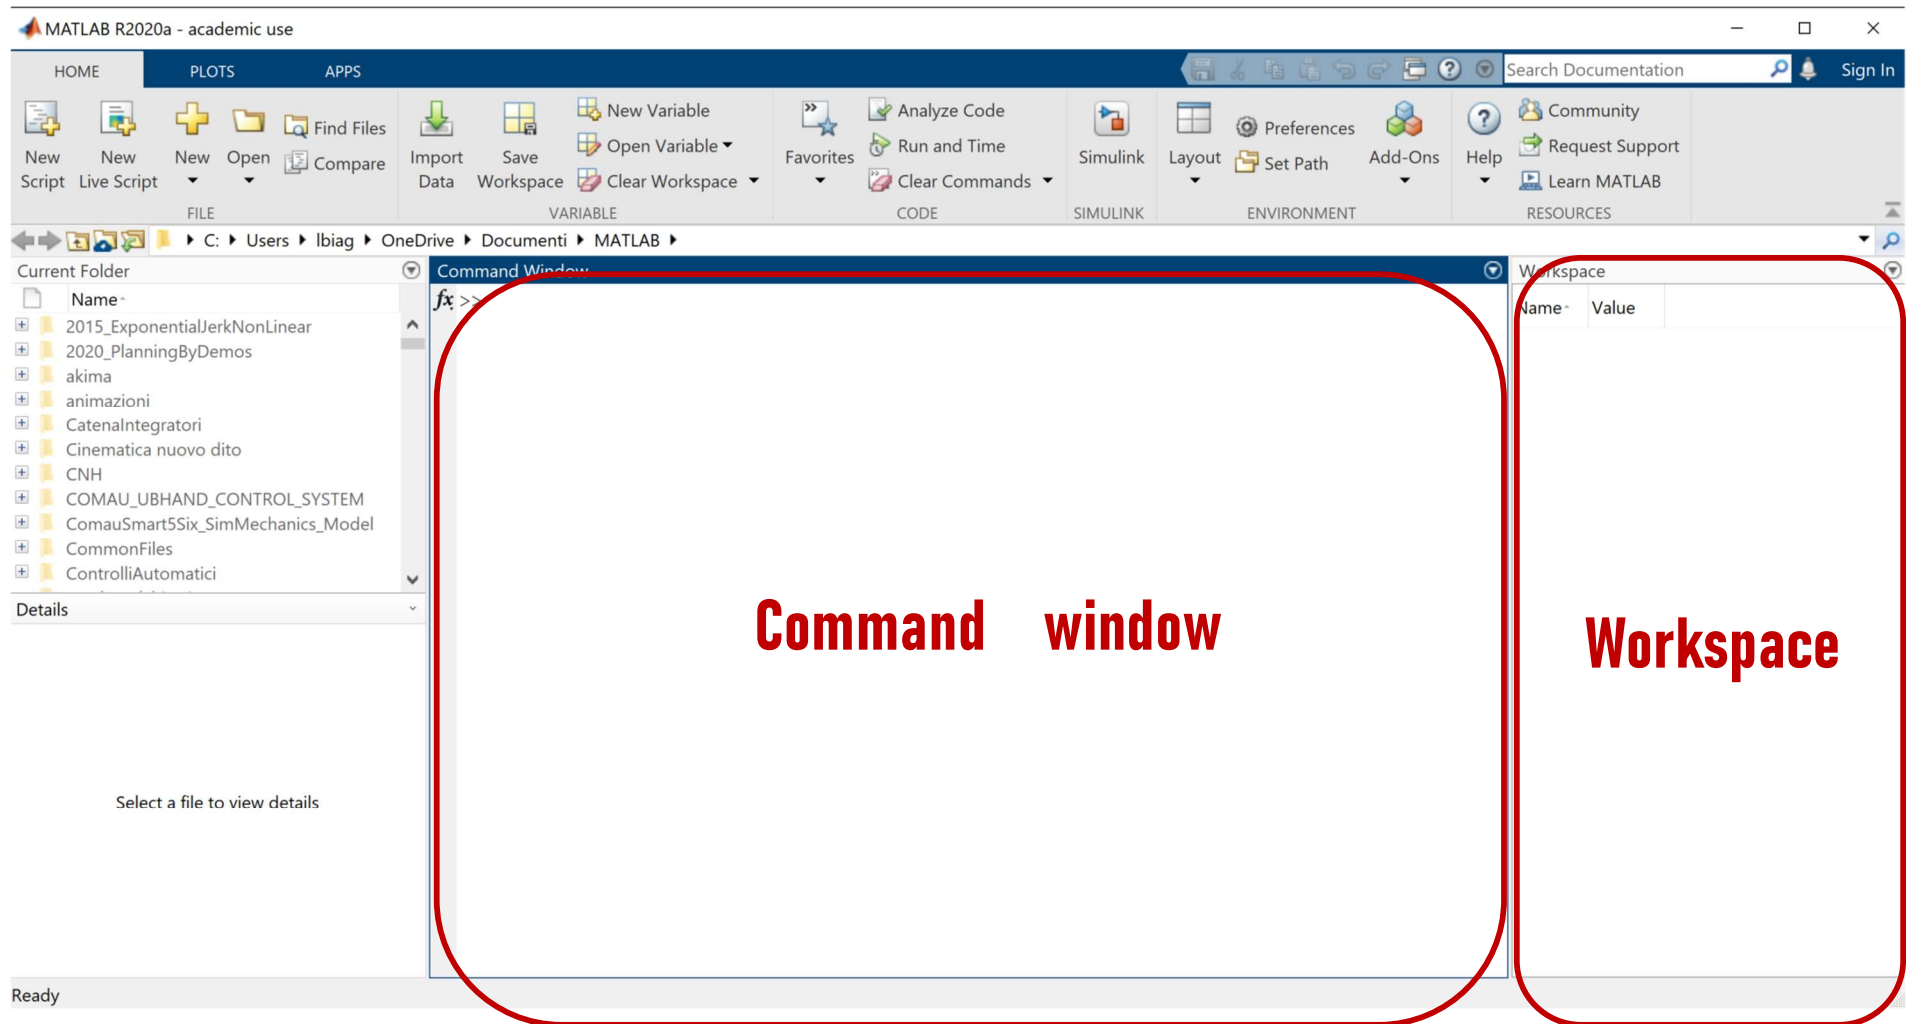 MATLAB R2020a - academic use
HOME PLOTS APPS
Search Documentation
Sign In
New Script
New Live Script
New
Open
Find Files
Compare
FILE
Import Data
Save Workspace
New Variable
Open Variable
Clear Workspace
VARIABLE
Favorites
Analyze Code
Run and Time
Clear Commands
CODE
Simulink
SIMULINK
Layout
Preferences
Set Path
Add-Ons
ENVIRONMENT
Help
Community
Request Support
Learn MATLAB
RESOURCES
C: Users lbiag OneDrive Documenti MATLAB
Current Folder
Name
2015_ExponentialJerkNonLinear
2020_PlanningByDemos
akima
animazioni
CatenaIntegratori
Cinematica nuovo dito
CNH
COMAU_UBHAND_CONTROL_SYSTEM
ComauSmart5Six_SimMechanics_Model
CommonFiles
ControlliAutomatici
Details
Select a file to view details
Command Window
fx >>
Command window
Workspace
Name Value
Workspace
Ready